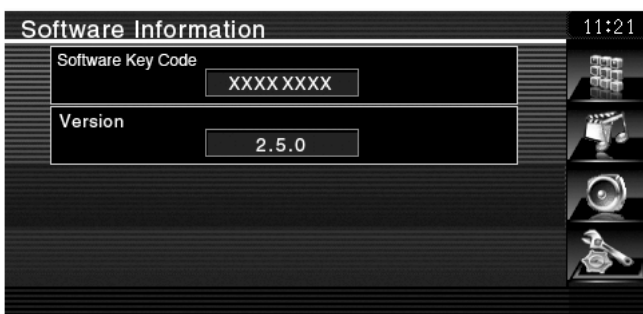 Software Information
11:21
Software Key Code
XXXX XXXX
Version
2.5.0